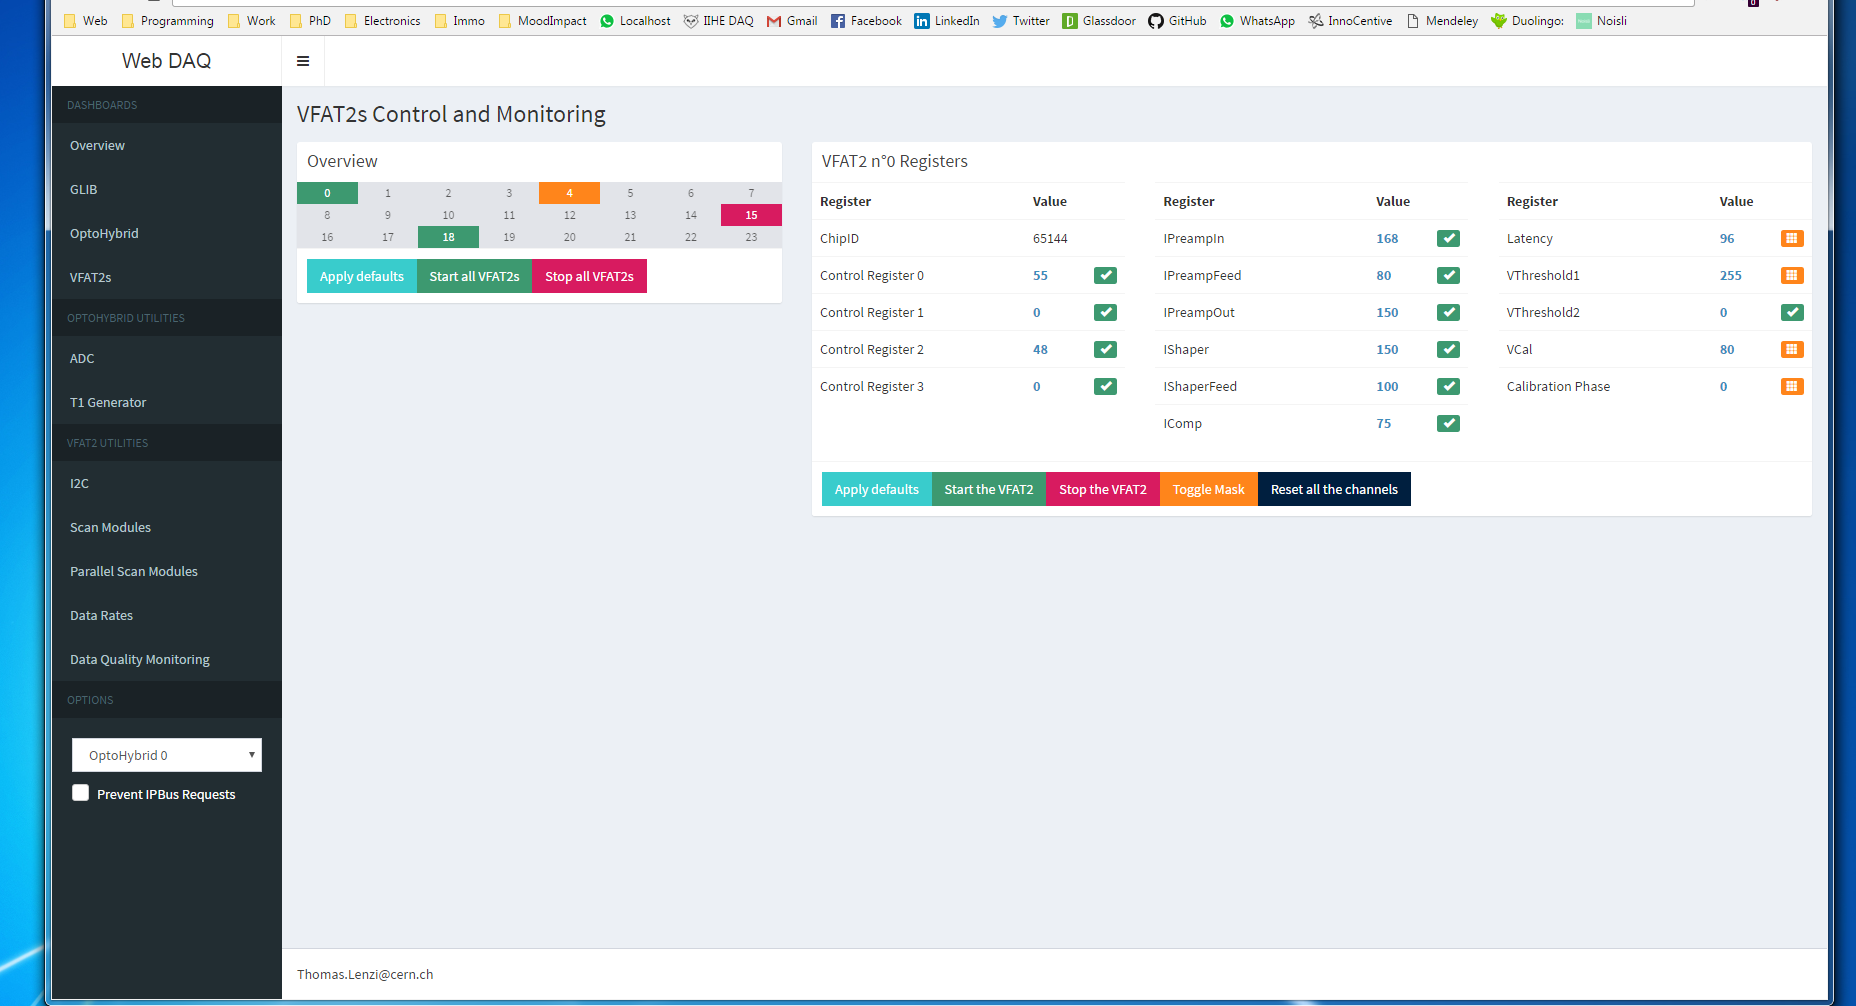 Web Programming Work PhD Electronics Immo MoodImpact Localhost IIHE DAQ Gmail Facebook LinkedIn Twitter Glassdoor GitHub WhatsApp InnoCentive Mendeley Duolingo: Noisli
Web DAQ
DASHBOARDS
Overview
GLIB
OptoHybrid
VFAT2s
OPTOHYBRID UTILITIES
ADC
T1 Generator
VFAT2 UTILITIES
I2C
Scan Modules
Parallel Scan Modules
Data Rates
Data Quality Monitoring
OPTIONS
OptoHybrid 0
Prevent IPBus Requests
VFAT2s Control and Monitoring
Overview
0 1 2 3 4 5 6 7
8 9 10 11 12 13 14 15
16 17 18 19 20 21 22 23
Apply defaults Start all VFAT2s Stop all VFAT2s
VFAT2 n°0 Registers
Register Value
ChipID 65144
Control Register 0 55
Control Register 1 0
Control Register 2 48
Control Register 3 0
Register Value
IPreampIn 168
IPreampFeed 80
IPreampOut 150
IShaper 150
IShaperFeed 100
IComp 75
Register Value
Latency 96
VThreshold1 255
VThreshold2 0
VCal 80
Calibration Phase 0
Apply defaults Start the VFAT2 Stop the VFAT2 Toggle Mask Reset all the channels
Thomas.Lenzi@cern.ch